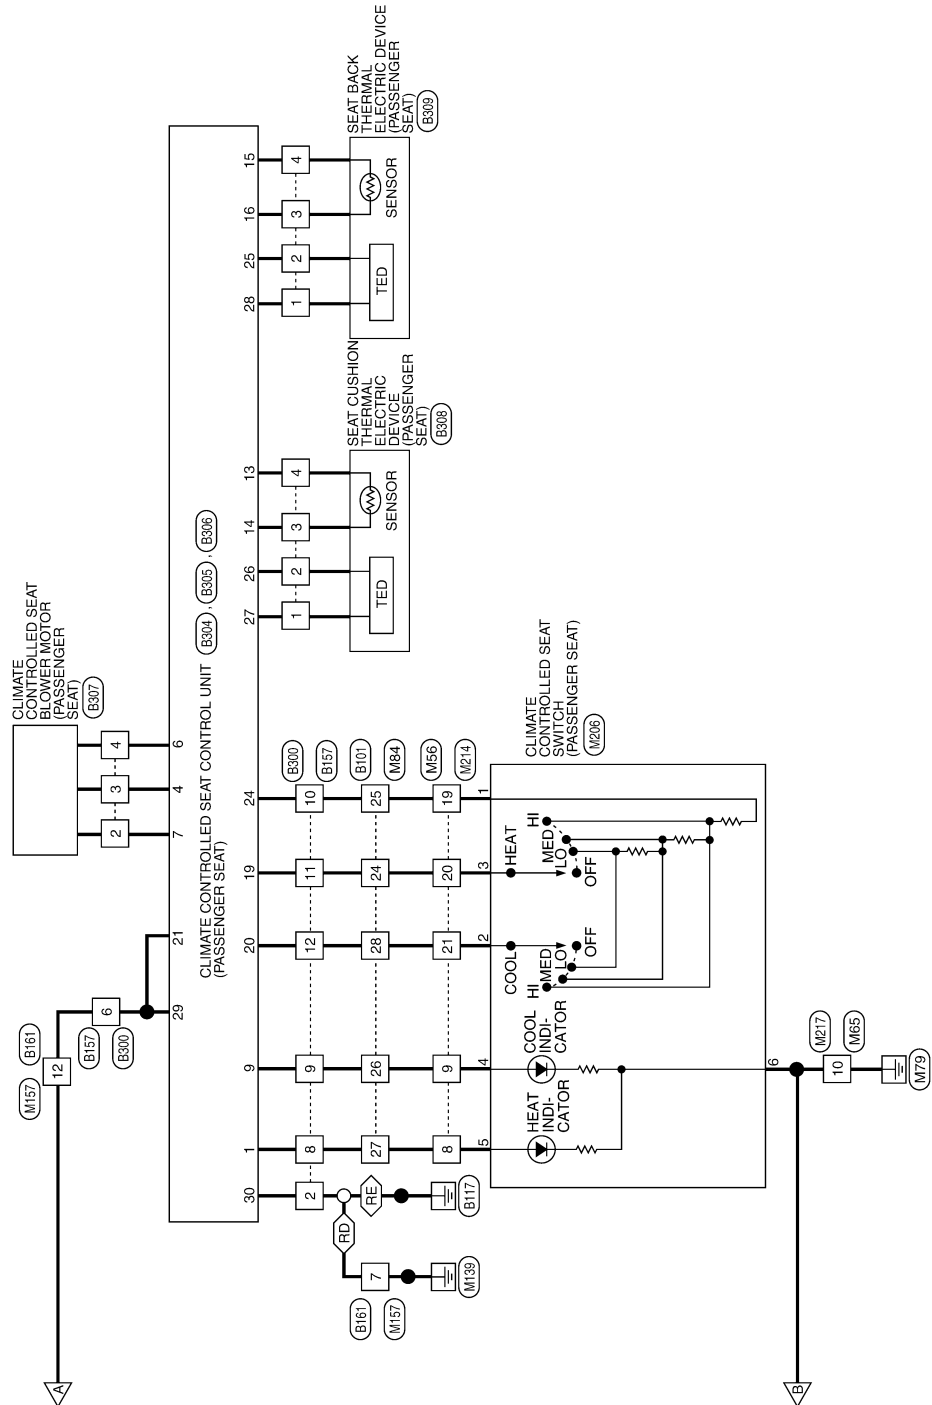 CLIMATE
CONTROLLED SEAT
BLOWER MOTOR
(PASSENGER
SEAT)
B307
2
3
4
7
4
6
A
M157
12
B161
6
B157
B300
29
21
CLIMATE CONTROLLED SEAT CONTROL UNIT
(PASSENGER SEAT)
B304 , B305 , B306
30
1
9
20
19
24
27
26
14
13
28
25
16
15
2
8
9
12
11
10
B300
B157
27
26
28
24
25
B101
M84
8
9
21
20
19
M56
M214
5
4
2
3
1
RD
RE
B117
B161
7
M157
M139
1
2
3
4
TED
SENSOR
SEAT CUSHION
THERMAL
ELECTRIC
DEVICE
(PASSENGER
SEAT)
B308
1
2
3
4
TED
SENSOR
SEAT BACK
THERMAL
ELECTRIC DEVICE
(PASSENGER
SEAT)
B309
CLIMATE
CONTROLLED SEAT
SWITCH
(PASSENGER SEAT)
M206
HEAT
INDI-
CATOR
COOL
INDI-
CATOR
COOL
HI
MED
LO
OFF
HEAT
HI
MED
LO
OFF
6
B
10
M217
M65
M79